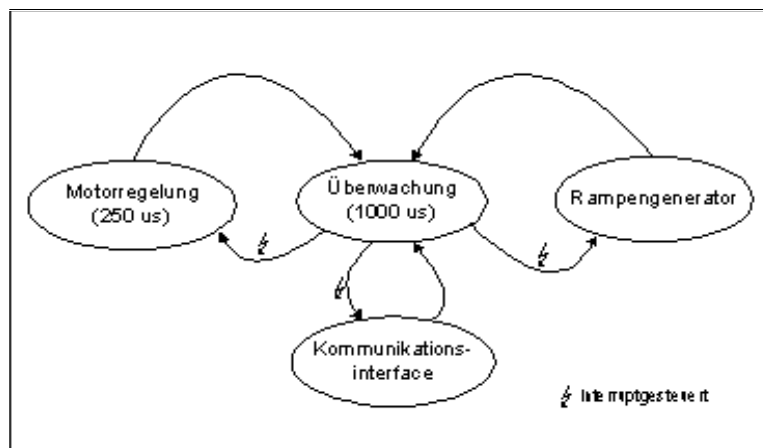 Motorregelung
(250 us)
Überwachung
(1000 us)
Rampengenerator
Kommunikations-
interface
Interruptgesteuert